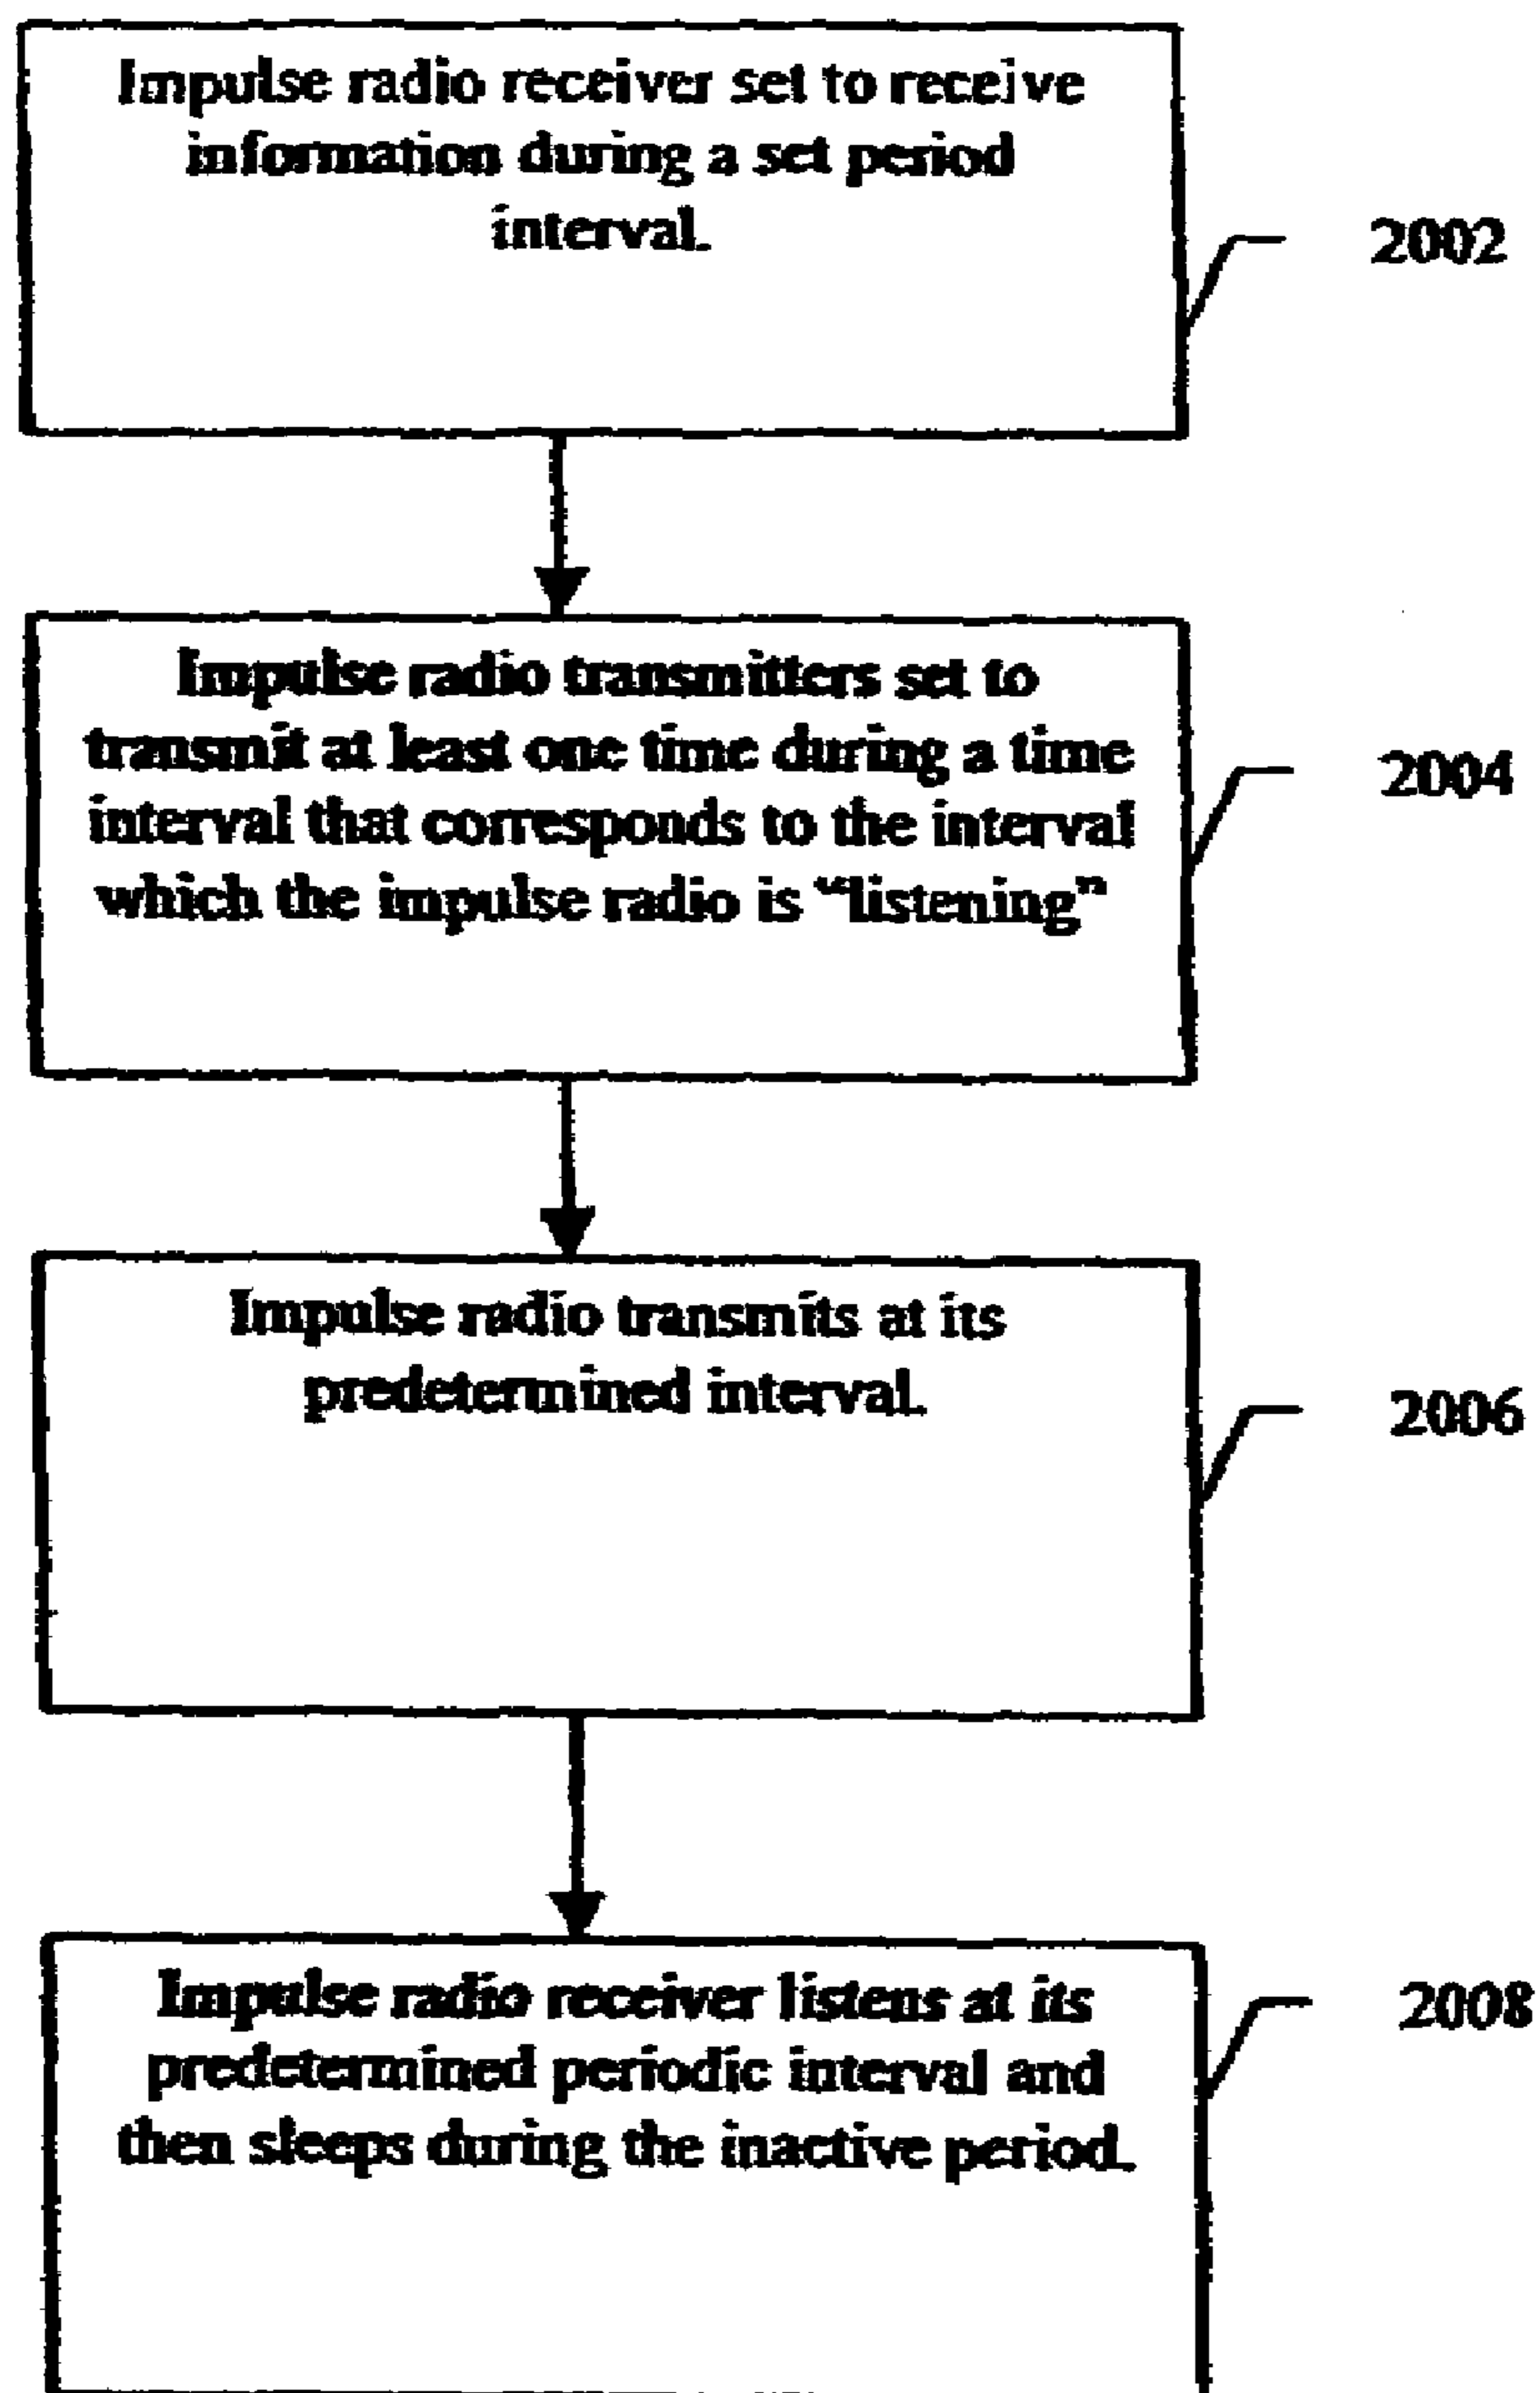 Impulse radio receiver set to receive
information during a set period
interval.
2002
Impulse radio transmitters set to
transmit at least one time during a time
interval that corresponds to the interval
which the impulse radio is “listening”
2004
Impulse radio transmits at its
predetermined interval.
2006
Impulse radio receiver listens at its
predetermined periodic interval and
then sleeps during the inactive period.
2008